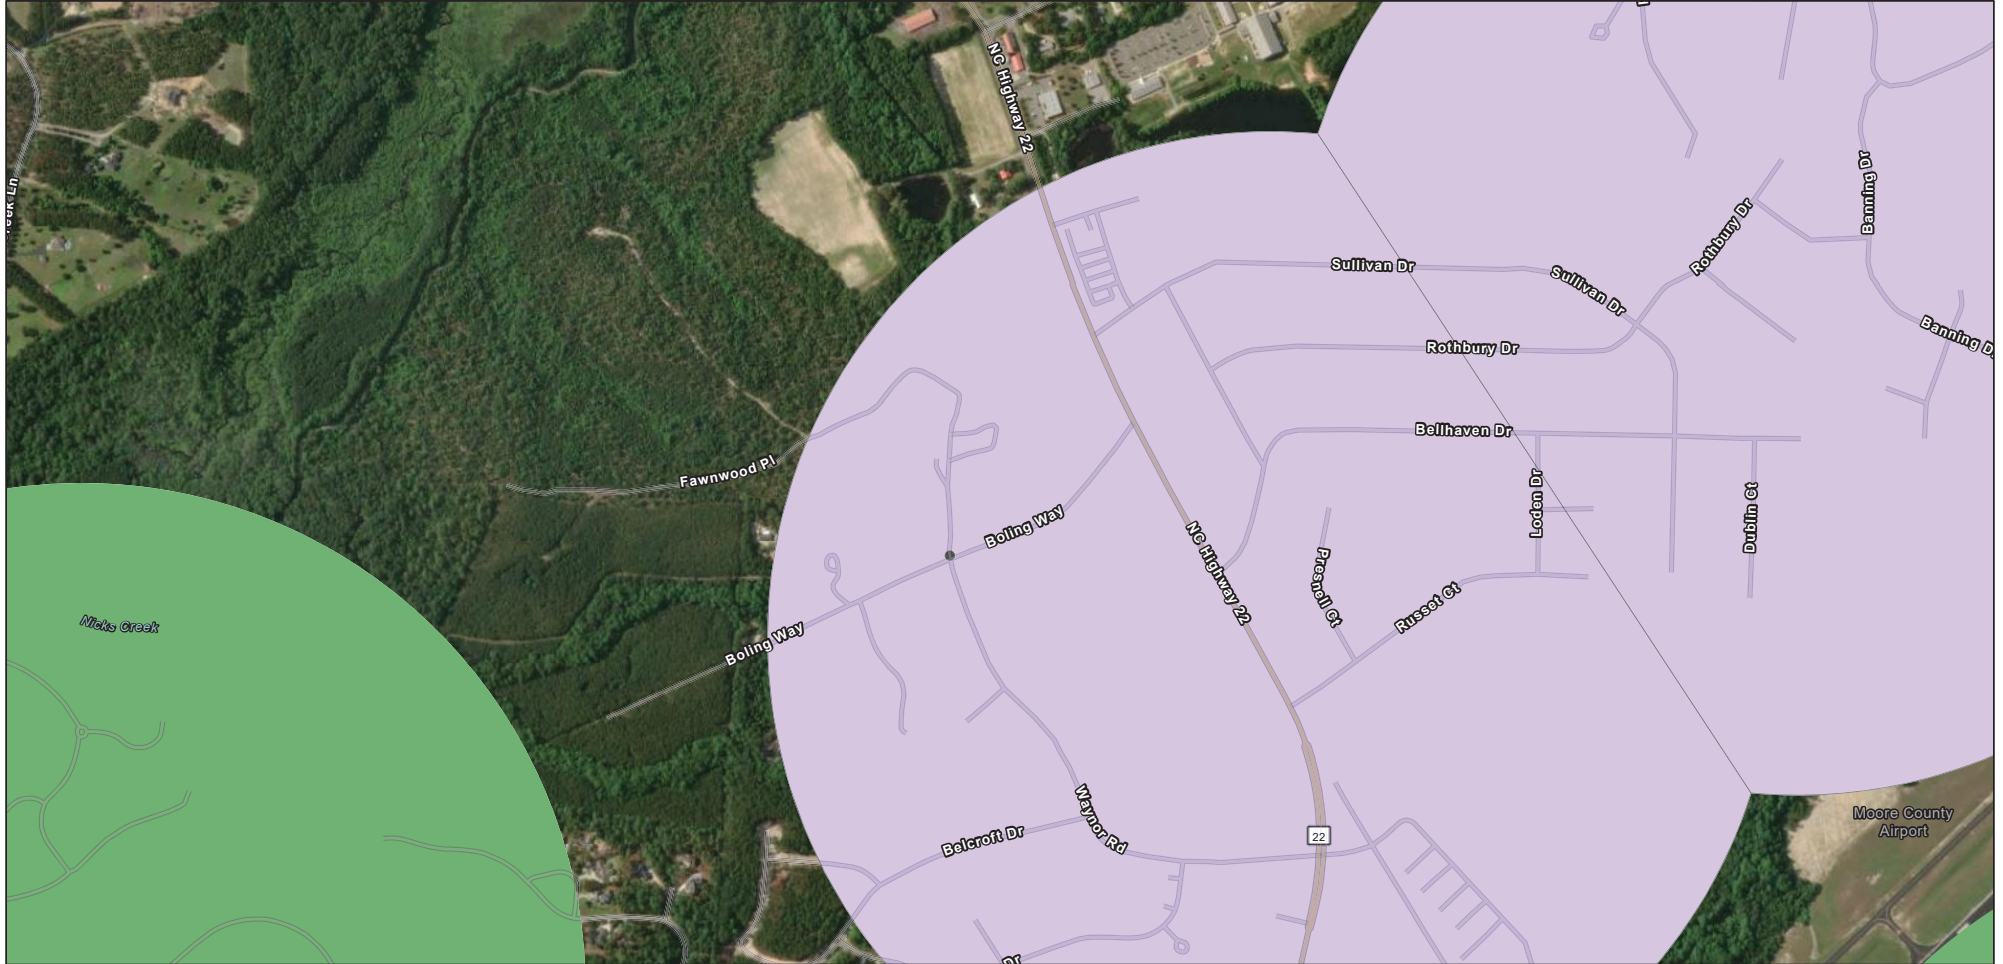 NC Highway 22
Banning Dr
Rothbury Dr
Sullivan Dr
Sullivan Dr
Banning D
Rothbury Dr
Bellhaven Dr
Fawnwood Pl
Loden Dr
Dublin Ct
Boling Way
NC Highway 22
Presnell Ct
Russet Ct
Nicks Creek
Boling Way
Waynor Rd
Belcroft Dr
22
Moore County
Airport
Dr